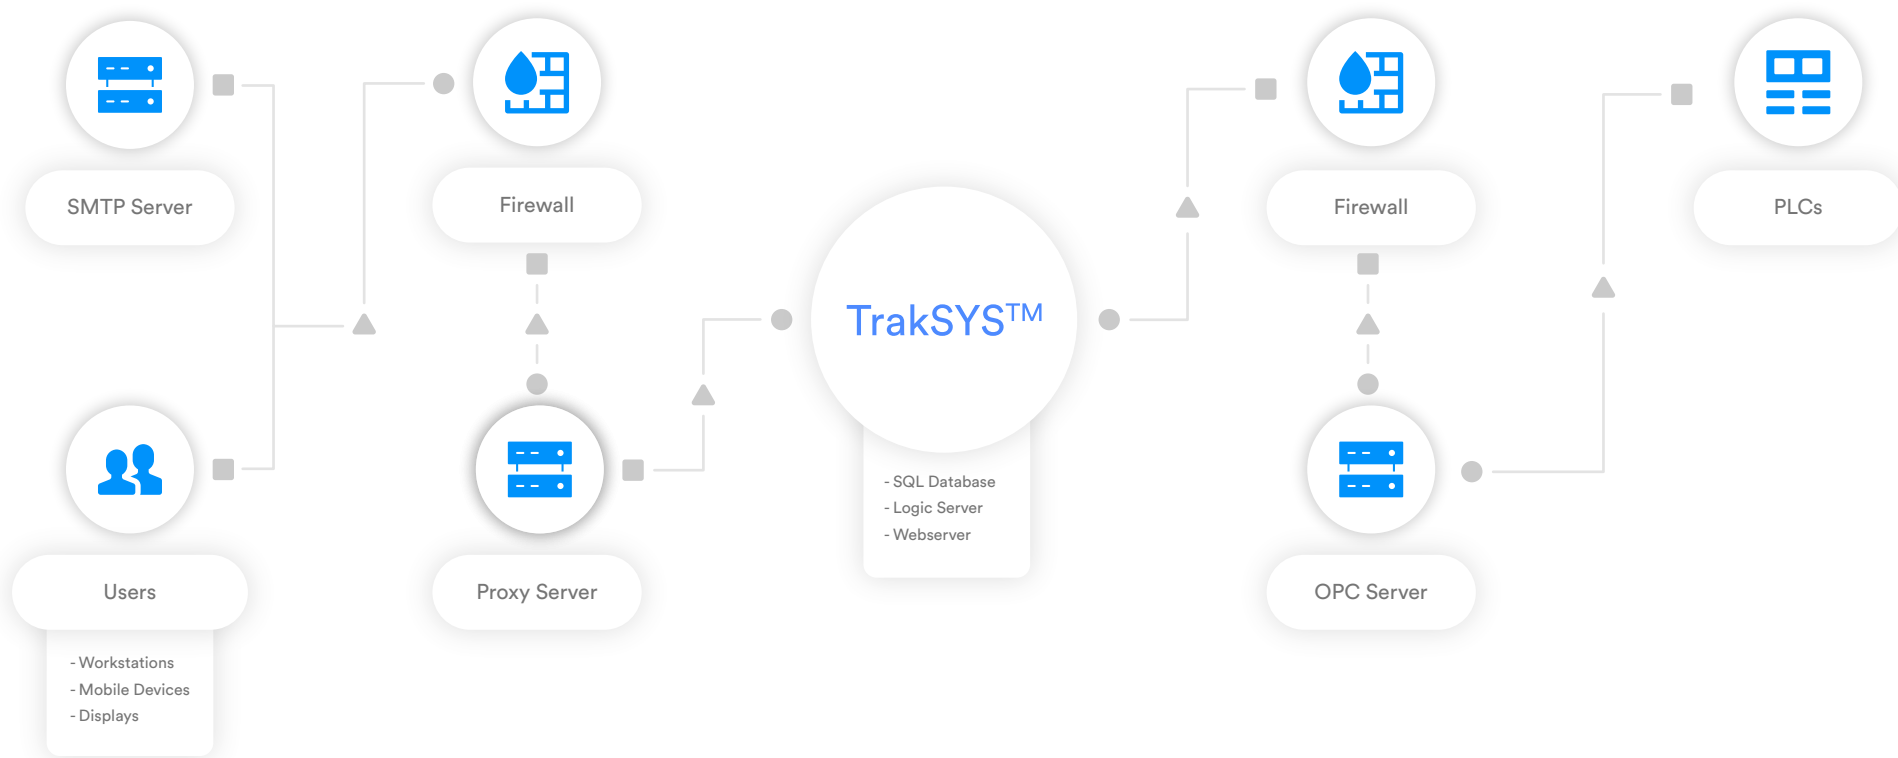 SMTP Server
Firewall
Firewall
PLCs
TrakSYS™
- SQL Database
- Logic Server
- Webserver
Users
Proxy Server
OPC Server
- Workstations
- Mobile Devices
- Displays